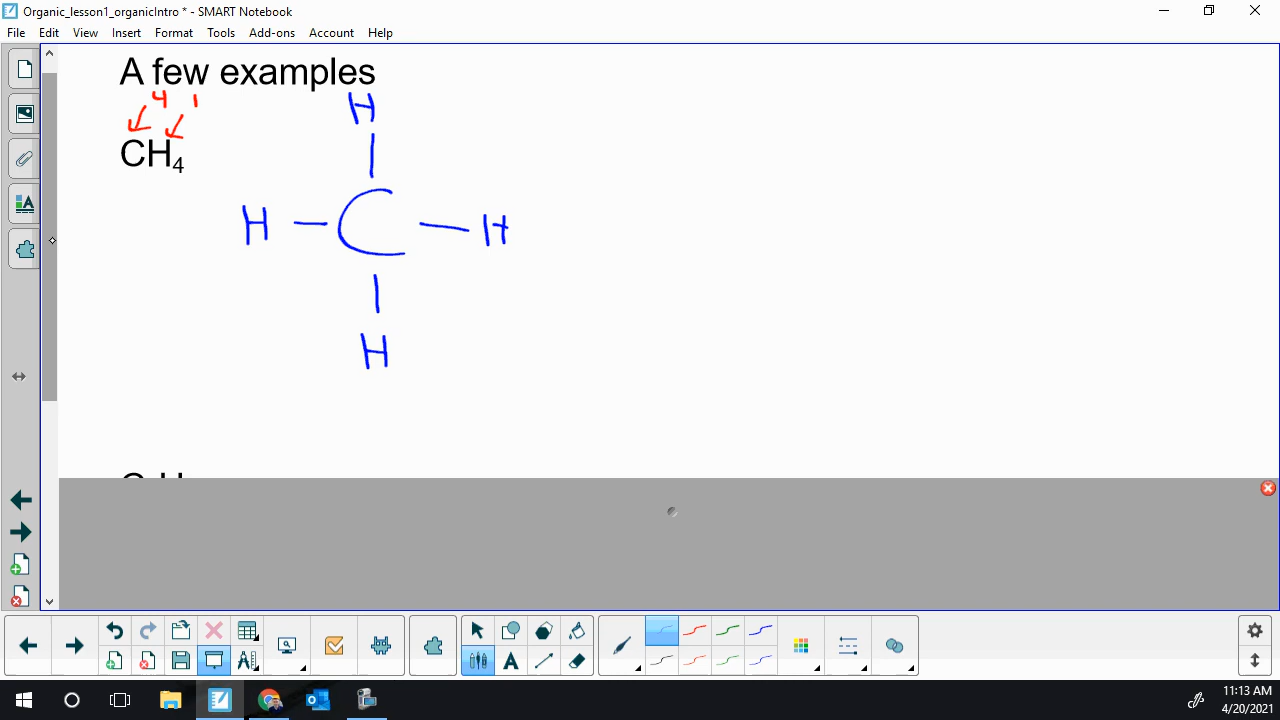 Organic_lesson1_organicIntro * - SMART Notebook
File Edit View Insert Format Tools Add-ons Account Help
A few examples
4 1
CH₄
H
H C H
H
11:13 AM
4/20/2021